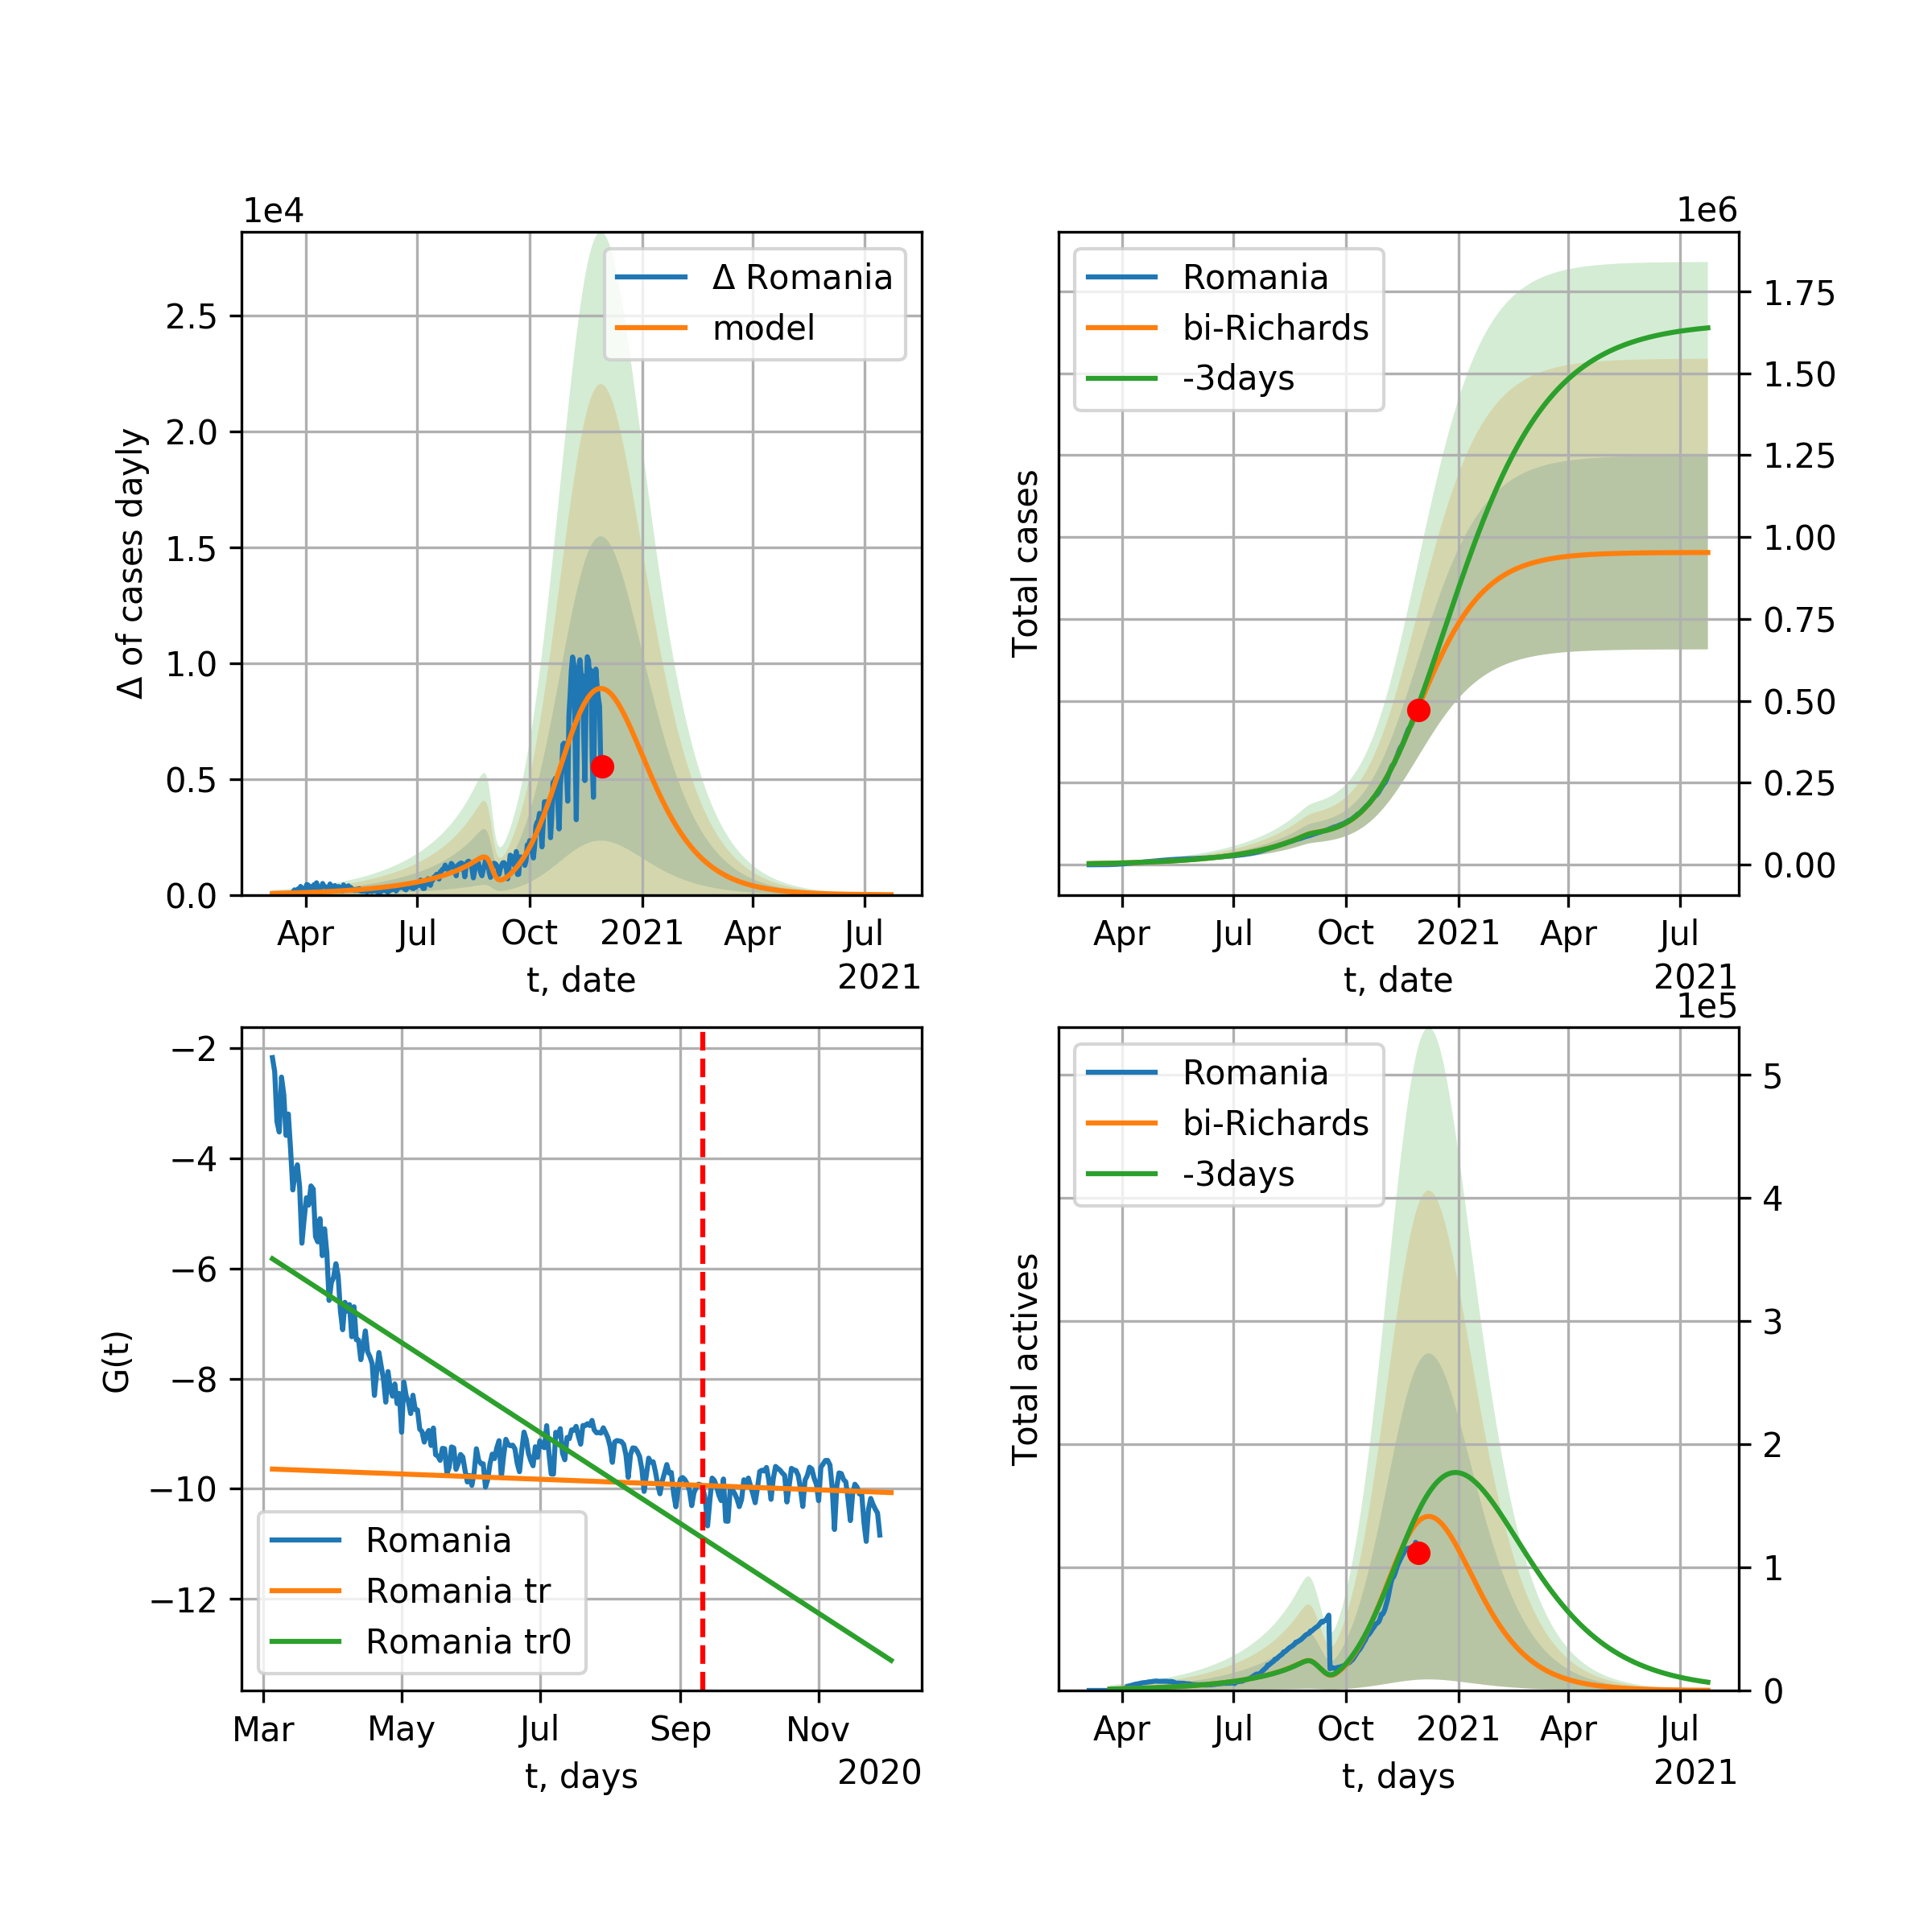 1e4
Δ of cases dayly
2.5
2.0
1.5
1.0
0.5
0.0
Δ Romania
model
Apr Jul Oct 2021 Apr Jul
2021
t, date
1e6
Total cases
Romania
bi-Richards
-3days
1.75
1.50
1.25
1.00
0.75
0.50
0.25
0.00
Apr Jul Oct 2021 Apr Jul
2021
t, date
G(t)
−2
−4
−6
−8
−10
−12
Romania
Romania tr
Romania tr0
Mar May Jul Sep Nov
2020
t, days
1e5
Total actives
Romania
bi-Richards
-3days
5
4
3
2
1
0
Apr Jul Oct 2021 Apr Jul
2021
t, days